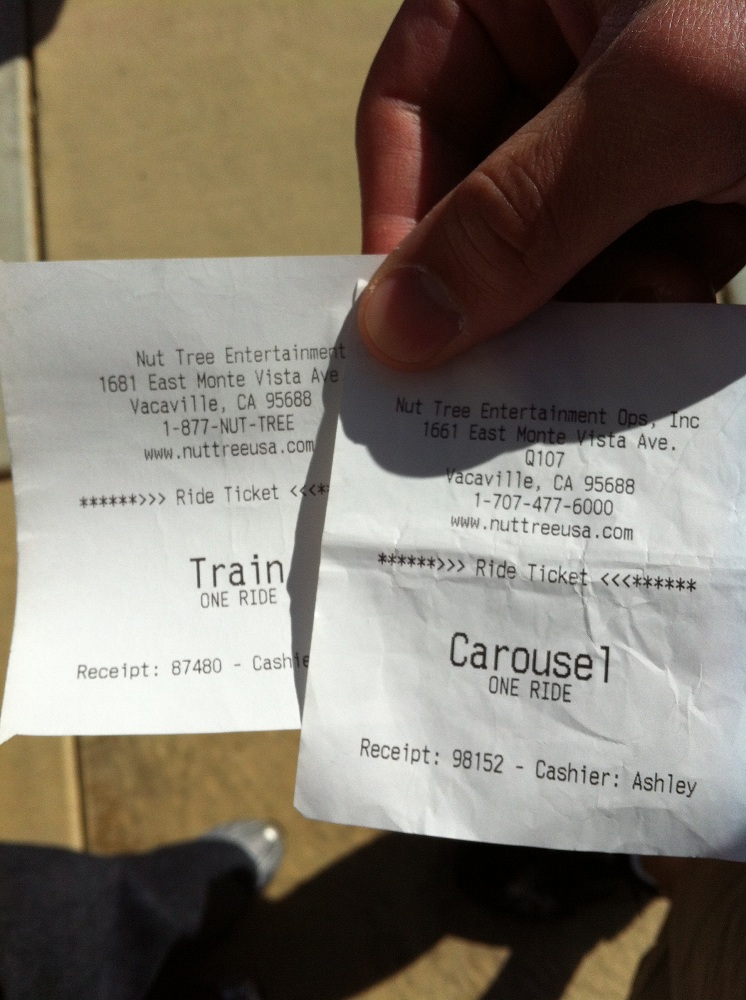 Nut Tree Entertainment
1681 East Monte Vista Ave
Vacaville, CA 95688
1-877-NUT-TREE
www.nuttreeusa.com
******>>> Ride Ticket <<<*
Train
ONE RIDE
Receipt: 87480 - Cashie
Nut Tree Entertainment Ops, Inc
1661 East Monte Vista Ave.
Q107
Vacaville, CA 95688
1-707-477-6000
www.nuttreeusa.com
******>>> Ride Ticket <<<******
Carousel
ONE RIDE
Receipt: 98152 - Cashier: Ashley